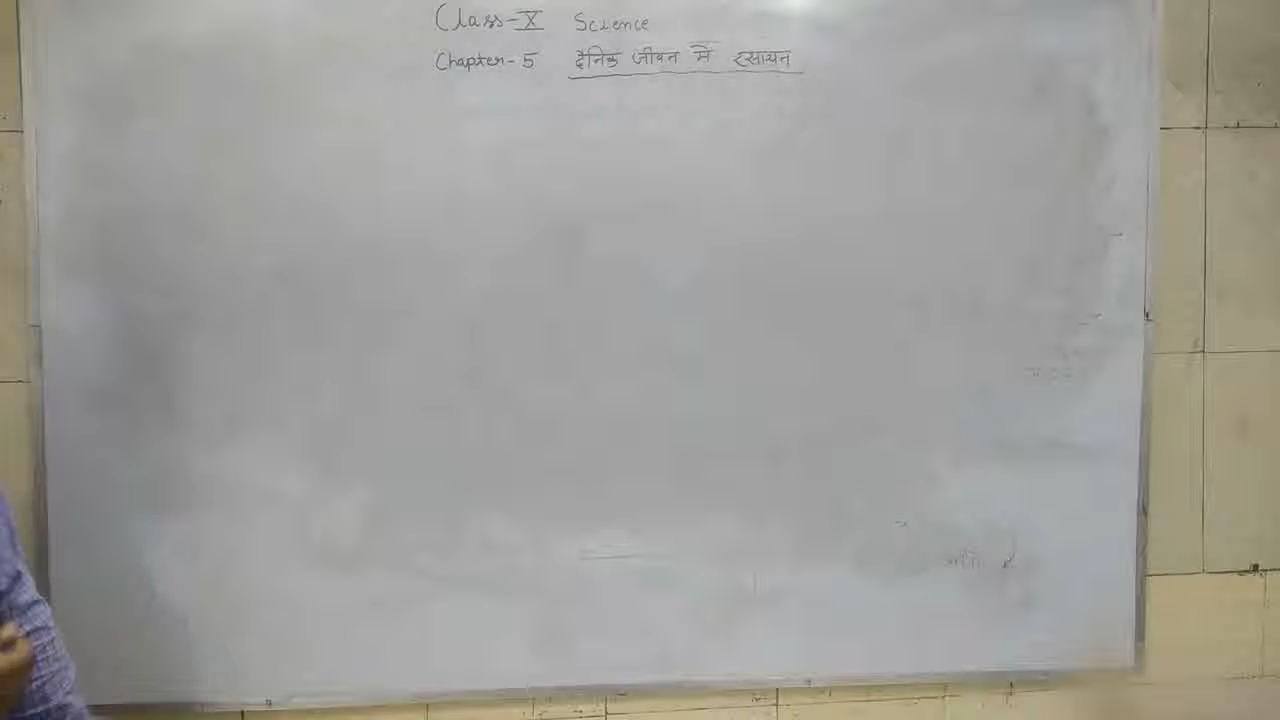 Class-X Science
Chapter-5 दैनिक जीवन में रसायन